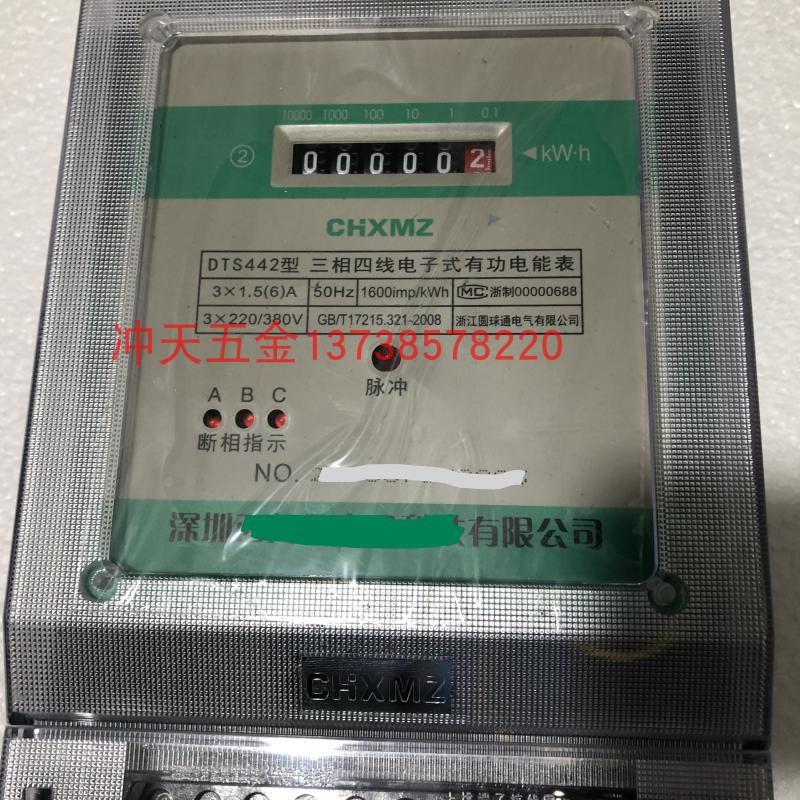 10000 1000 100 10 1 0.1
② 000002 kW·h
CHXMZ
DTS442型 三相四线电子式有功电能表
3×1.5(6)A 50Hz 1600imp/kWh MC 浙制00000688
3×220/380V GB/T17215.321-2008 浙江圆球通电气有限公司
冲天五金13738578220
脉冲
A B C
断相指示
NO.
深圳 有限公司
CHXMZ